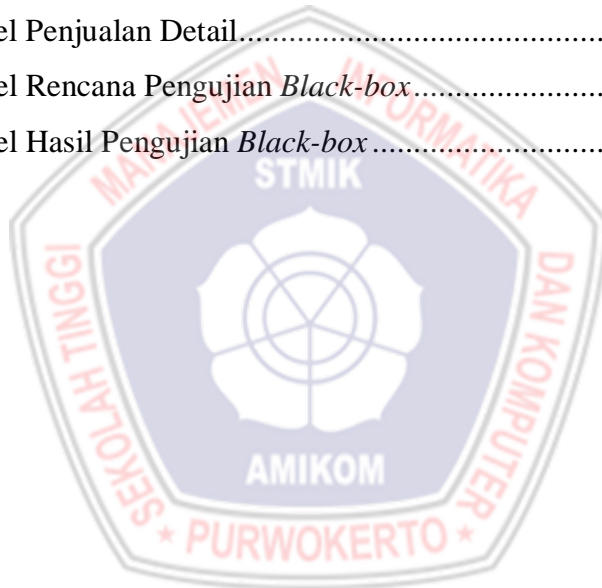 el Penjualan Detail......................................................
el Rencana Pengujian Black-box................................
el Hasil Pengujian Black-box.....................................
SEKOLAH TINGGI MANAJEMEN INFORMATIKA DAN KOMPUTER
STMIK
AMIKOM
* PURWOKERTO *